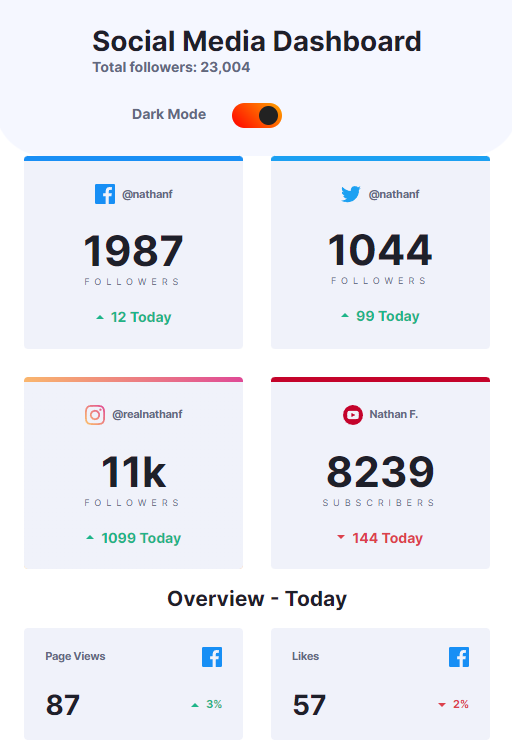 Social Media Dashboard
Total followers: 23,004
Dark Mode
@nathanf
1987
FOLLOWERS
12 Today
@nathanf
1044
FOLLOWERS
99 Today
@realnathanf
11k
FOLLOWERS
1099 Today
Nathan F.
8239
SUBSCRIBERS
144 Today
Overview - Today
Page Views
87
3%
Likes
57
2%